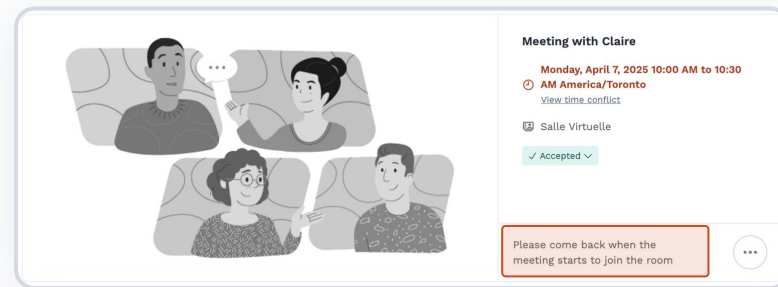 Meeting with Claire
Monday, April 7, 2025 10:00 AM to 10:30
AM America/Toronto
View time conflict
Salle Virtuelle
✓ Accepted
Please come back when the
meeting starts to join the room